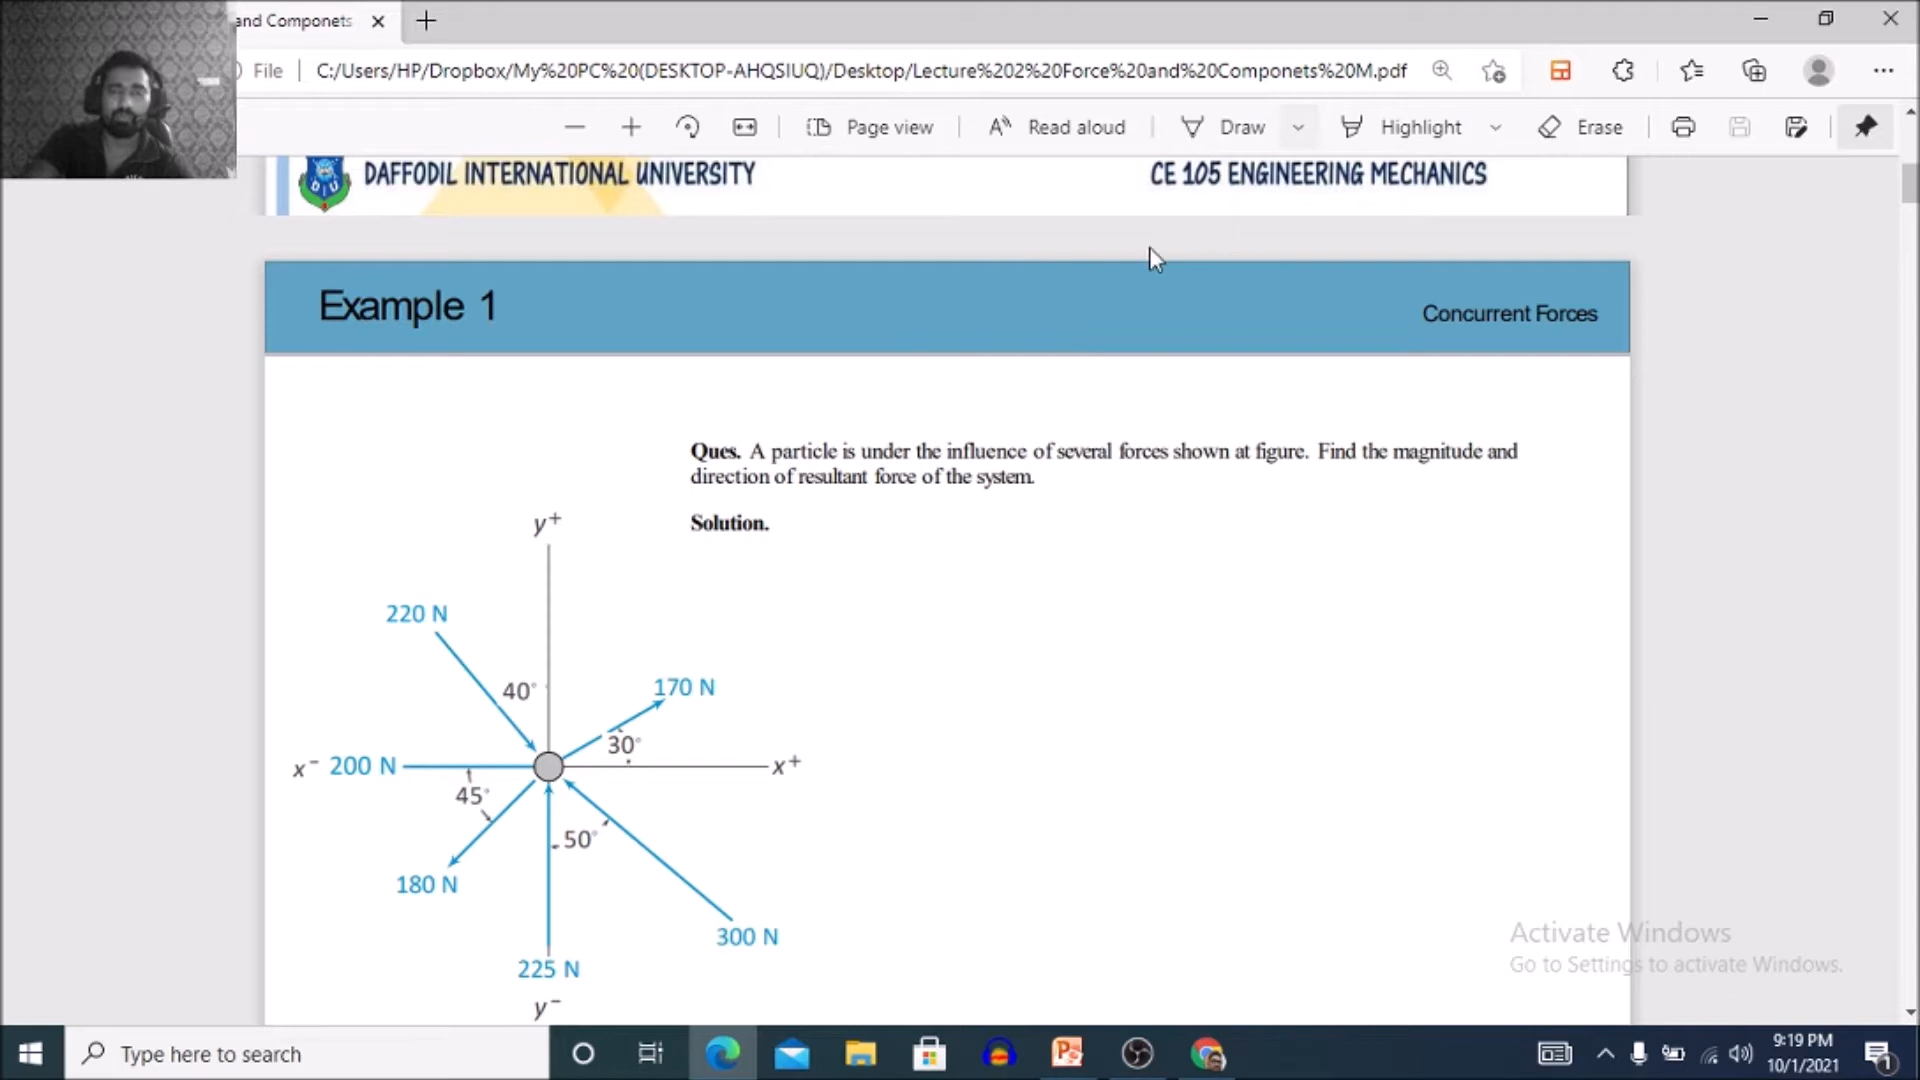 and Componets
File
C:/Users/HP/Dropbox/My%20PC%20(DESKTOP-AHQSIUQ)/Desktop/Lecture%202%20Force%20and%20Componets%20M.pdf
Page view
Read aloud
Draw
Highlight
Erase
DIU
DAFFODIL INTERNATIONAL UNIVERSITY
CE 105 ENGINEERING MECHANICS
Example 1
Concurrent Forces
Ques. A particle is under the influence of several forces shown at figure. Find the magnitude and
direction of resultant force of the system.
Solution.
y+
220 N
40°
170 N
30°
x- 200 N
x+
45°
50°
180 N
300 N
225 N
y-
Activate Windows
Go to Settings to activate Windows.
Type here to search
9:19 PM
10/1/2021
1